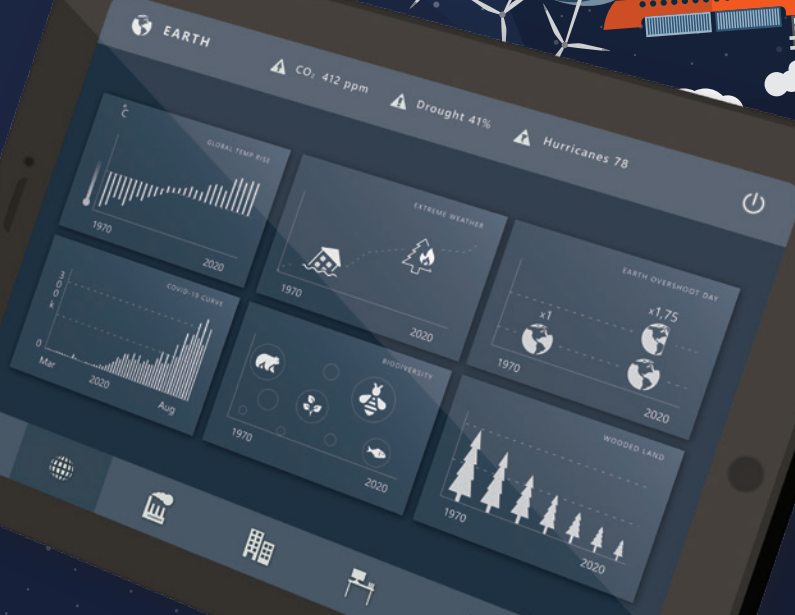 EARTH
CO₂ 412 ppm
Drought 41%
Hurricanes 78
°C
GLOBAL TEMP RISE
1970
2020
EXTREME WEATHER
1970
2020
EARTH OVERSHOOT DAY
x1
x1,75
1970
2020
COVID-19 CURVE
300 k
0
Mar
2020
Aug
BIODIVERSITY
1970
2020
WOODED LAND
1970
2020